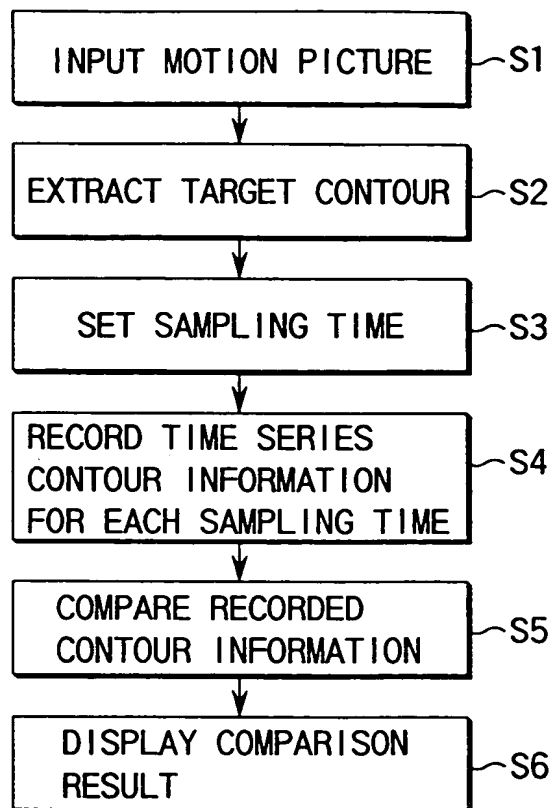 INPUT MOTION PICTURE
S1
EXTRACT TARGET CONTOUR
S2
SET SAMPLING TIME
S3
RECORD TIME SERIES
CONTOUR INFORMATION
FOR EACH SAMPLING TIME
S4
COMPARE RECORDED
CONTOUR INFORMATION
S5
DISPLAY COMPARISON
RESULT
S6